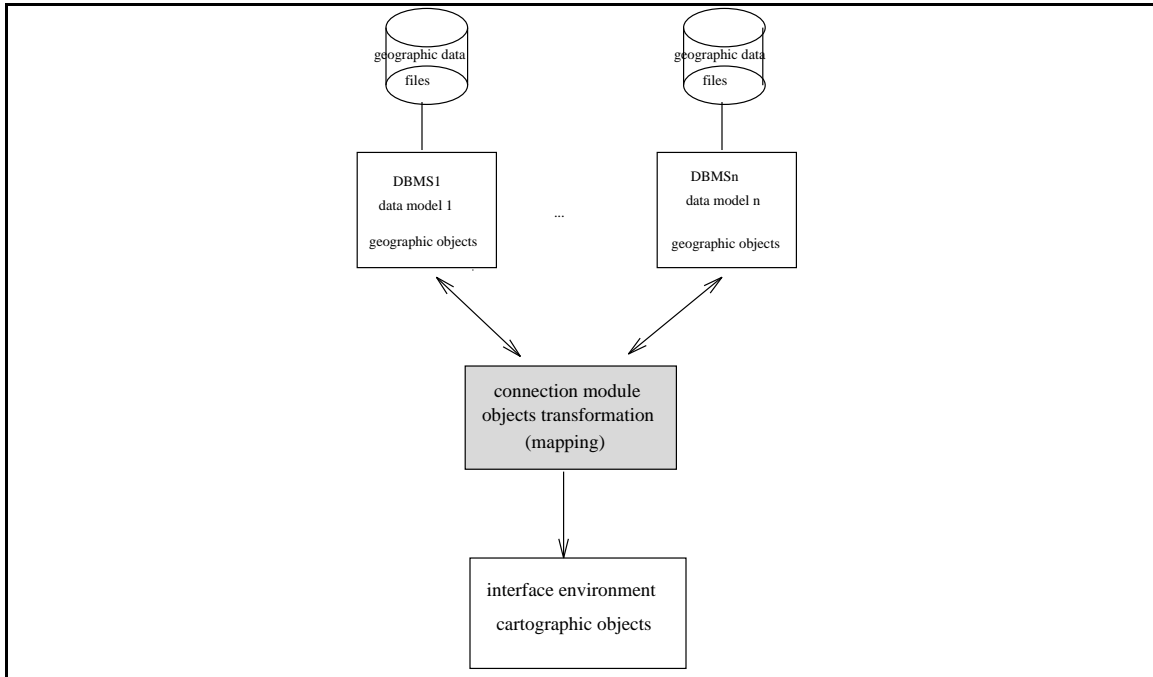 geographic data
files
geographic data
files
DBMS1
data model 1
geographic objects
...
DBMSn
data model n
geographic objects
connection module
objects transformation
(mapping)
interface environment
cartographic objects